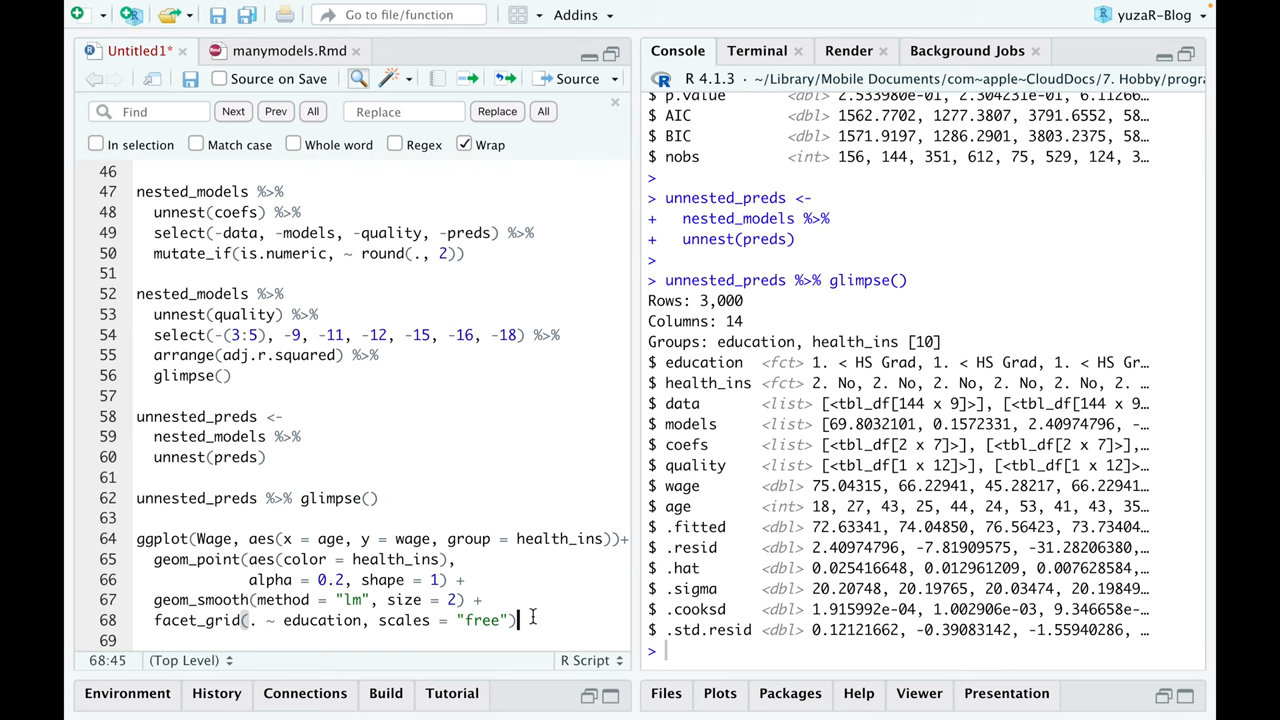 Go to file/function
Addins
yuzaR-Blog
Untitled1*
manymodels.Rmd
Source on Save
Source
Find
Next
Prev
All
Replace
Replace
All
In selection
Match case
Whole word
Regex
Wrap
46
47 nested_models %>%
48 unnest(coefs) %>%
49 select(-data, -models, -quality, -preds) %>%
50 mutate_if(is.numeric, ~ round(., 2))
51
52 nested_models %>%
53 unnest(quality) %>%
54 select(-(3:5), -9, -11, -12, -15, -16, -18) %>%
55 arrange(adj.r.squared) %>%
56 glimpse()
57
58 unnested_preds <-
59 nested_models %>%
60 unnest(preds)
61
62 unnested_preds %>% glimpse()
63
64 ggplot(Wage, aes(x = age, y = wage, group = health_ins))+
65 geom_point(aes(color = health_ins),
66 alpha = 0.2, shape = 1) +
67 geom_smooth(method = "lm", size = 2) +
68 facet_grid(. ~ education, scales = "free")
69
68:45
(Top Level)
R Script
Environment
History
Connections
Build
Tutorial
Console
Terminal
Render
Background Jobs
R 4.1.3 · ~/Library/Mobile Documents/com~apple~CloudDocs/7. Hobby/progra
$ p.value <dbl> 2.533980e-01, 2.304231e-01, 6.11266…
$ AIC <dbl> 1562.7702, 1277.3807, 3791.6552, 58…
$ BIC <dbl> 1571.9197, 1286.2901, 3803.2375, 58…
$ nobs <int> 156, 144, 351, 612, 75, 529, 124, 3…
>
> unnested_preds <-
+ nested_models %>%
+ unnest(preds)
>
> unnested_preds %>% glimpse()
Rows: 3,000
Columns: 14
Groups: education, health_ins [10]
$ education <fct> 1. < HS Grad, 1. < HS Grad, 1. < HS Gr…
$ health_ins <fct> 2. No, 2. No, 2. No, 2. No, 2. No, 2. …
$ data <list> [<tbl_df[144 x 9]>], [<tbl_df[144 x 9…
$ models <list> [69.8032101, 0.1572331, 2.40974796, -…
$ coefs <list> [<tbl_df[2 x 7]>], [<tbl_df[2 x 7]>],…
$ quality <list> [<tbl_df[1 x 12]>], [<tbl_df[1 x 12]>…
$ wage <dbl> 75.04315, 66.22941, 45.28217, 66.22941…
$ age <int> 18, 27, 43, 25, 44, 24, 53, 41, 43, 35…
$ .fitted <dbl> 72.63341, 74.04850, 76.56423, 73.73404…
$ .resid <dbl> 2.40974796, -7.81909575, -31.28206380,…
$ .hat <dbl> 0.025416648, 0.012961209, 0.007628584,…
$ .sigma <dbl> 20.20748, 20.19765, 20.03474, 20.19849…
$ .cooksd <dbl> 1.915992e-04, 1.002906e-03, 9.346658e-…
$ .std.resid <dbl> 0.12121662, -0.39083142, -1.55940286, …
>
Files
Plots
Packages
Help
Viewer
Presentation